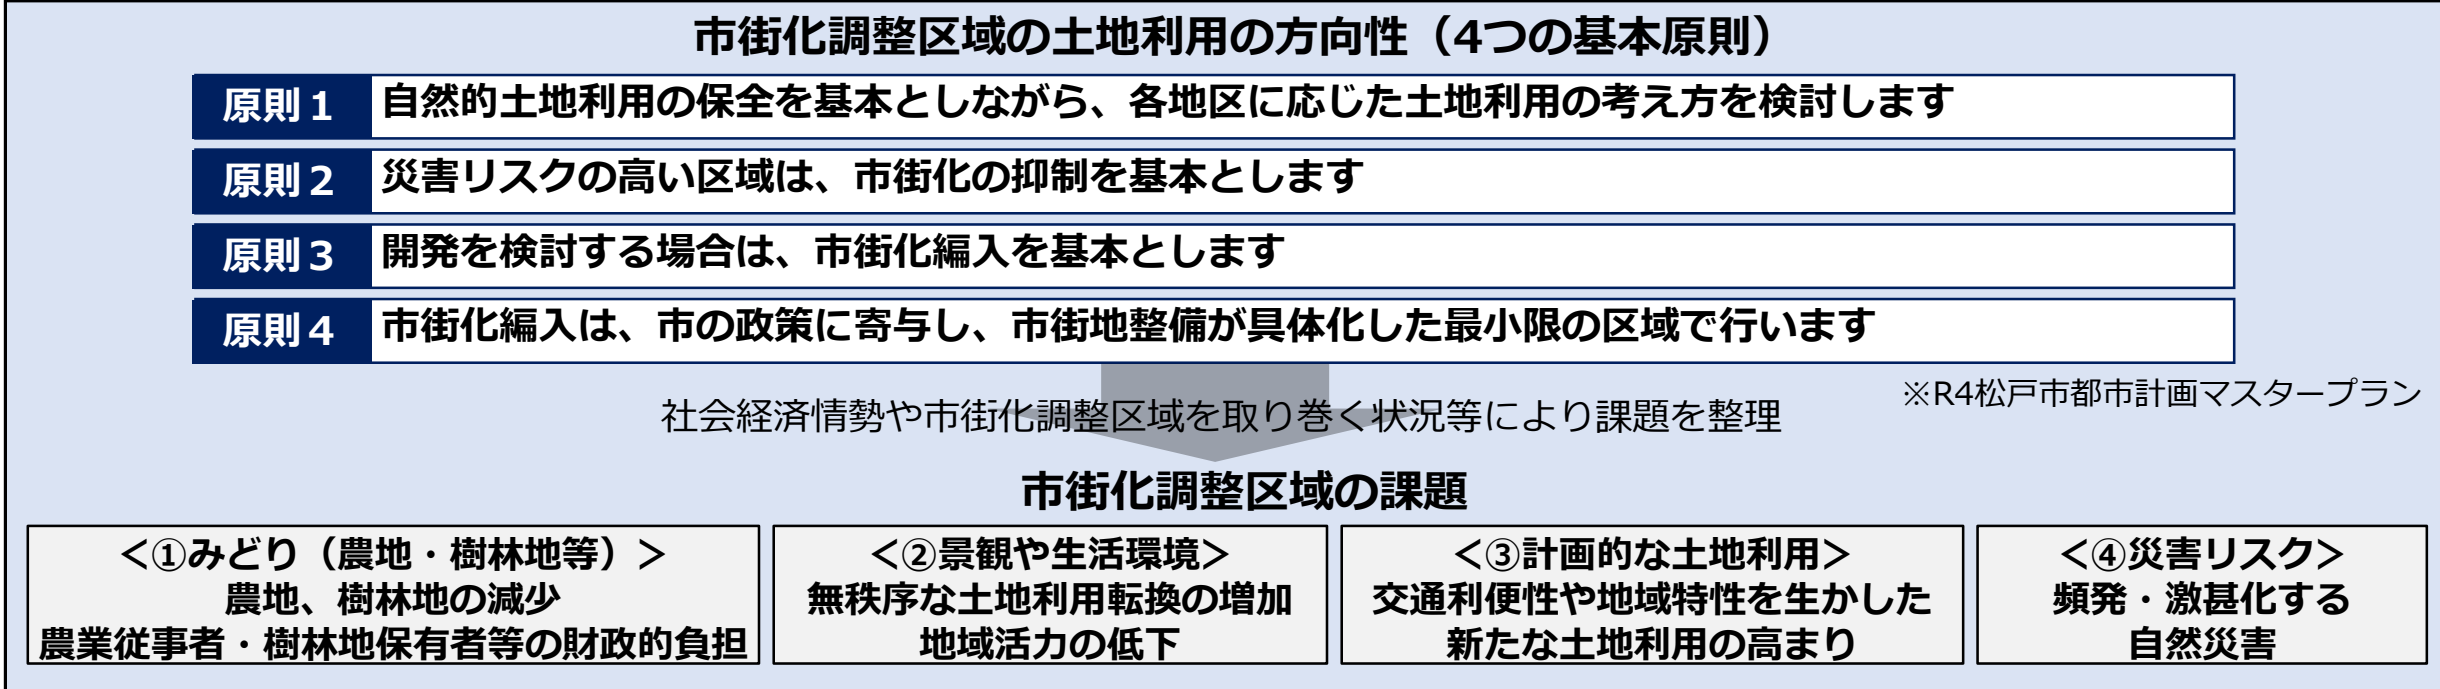 市街化調整区域の土地利用の方向性（4つの基本原則）
原則１ 自然的土地利用の保全を基本としながら、各地区に応じた土地利用の考え方を検討します
原則２ 災害リスクの高い区域は、市街化の抑制を基本とします
原則３ 開発を検討する場合は、市街化編入を基本とします
原則４ 市街化編入は、市の政策に寄与し、市街地整備が具体化した最小限の区域で行います
※R4松戸市都市計画マスタープラン
社会経済情勢や市街化調整区域を取り巻く状況等により課題を整理
市街化調整区域の課題
＜①みどり（農地・樹林地等）＞
農地、樹林地の減少
農業従事者・樹林地保有者等の財政的負担
＜②景観や生活環境＞
無秩序な土地利用転換の増加
地域活力の低下
＜③計画的な土地利用＞
交通利便性や地域特性を生かした
新たな土地利用の高まり
＜④災害リスク＞
頻発・激甚化する
自然災害